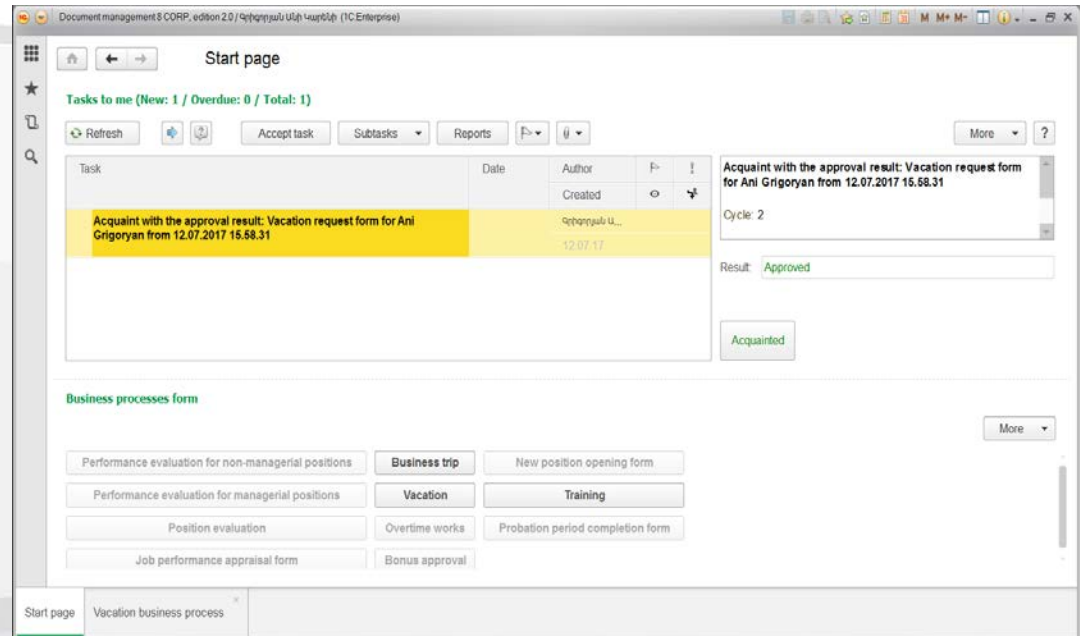 Document management 8 CORP, edition 2.0 / Գրիգորյան Անի Կարենի (1C:Enterprise)
M M+ M-
Start page
Tasks to me (New: 1 / Overdue: 0 / Total: 1)
Refresh Accept task Subtasks Reports More ?
Task Date Author !
Created
Acquaint with the approval result: Vacation request form for Ani
Grigoryan from 12.07.2017 15.58.31
Գրիգորյան Ա...
12.07.17
Acquaint with the approval result: Vacation request form
for Ani Grigoryan from 12.07.2017 15.58.31
Cycle: 2
Result: Approved
Acquainted
Business processes form
More
Performance evaluation for non-managerial positions Business trip New position opening form
Performance evaluation for managerial positions Vacation Training
Position evaluation Overtime works Probation period completion form
Job performance appraisal form Bonus approval
Start page Vacation business process